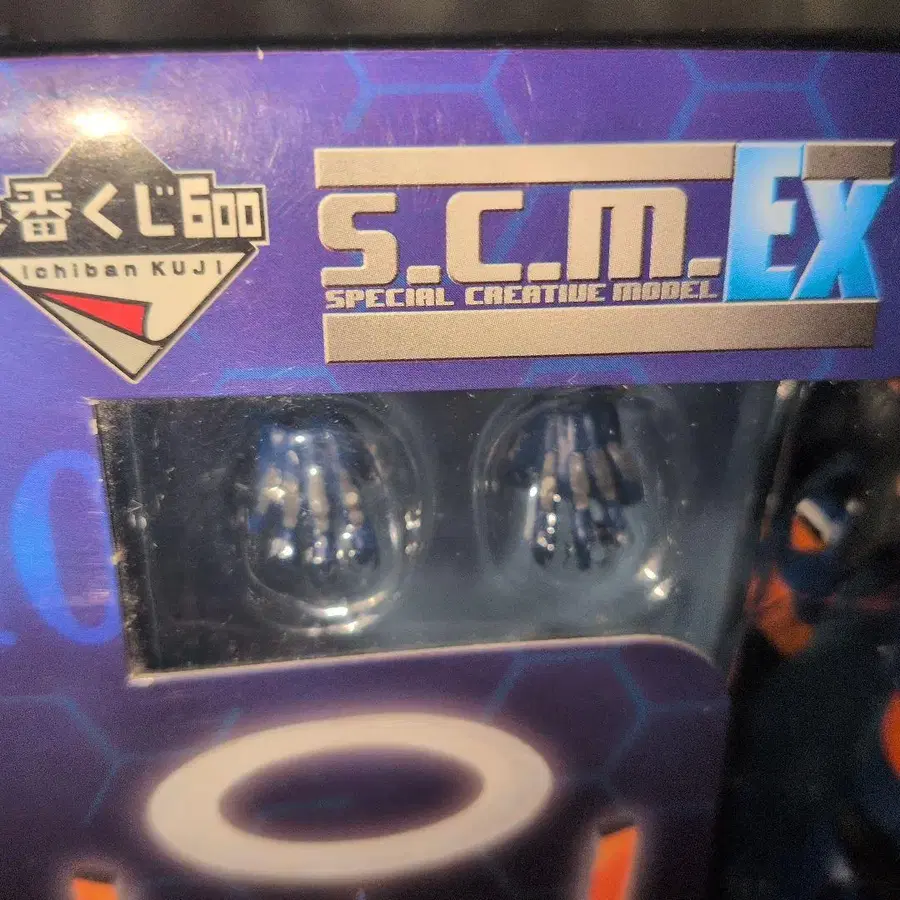 番くじ600
Ichiban KUJI
S.C.M.EX
SPECIAL CREATIVE MODEL